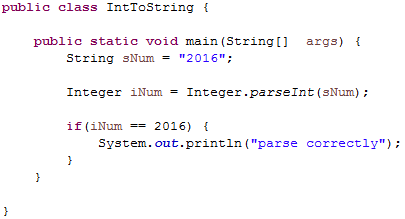 public class IntToString {
public static void main(String[] args) {
String sNum = "2016";
Integer iNum = Integer.parseInt(sNum);
if(iNum == 2016) {
System.out.println("parse correctly");
}
}
}